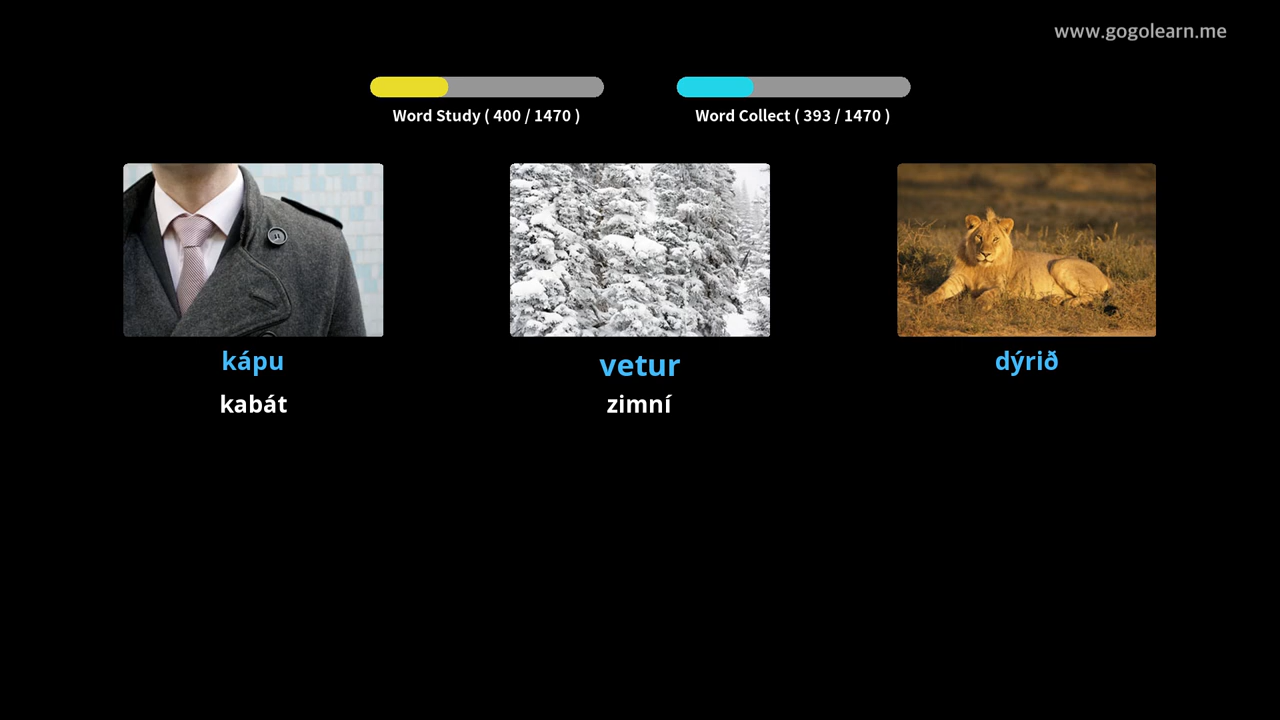 www.gogolearn.me
Word Study ( 400 / 1470 )
Word Collect ( 393 / 1470 )
kápu
vetur
dýrið
kabát
zimní